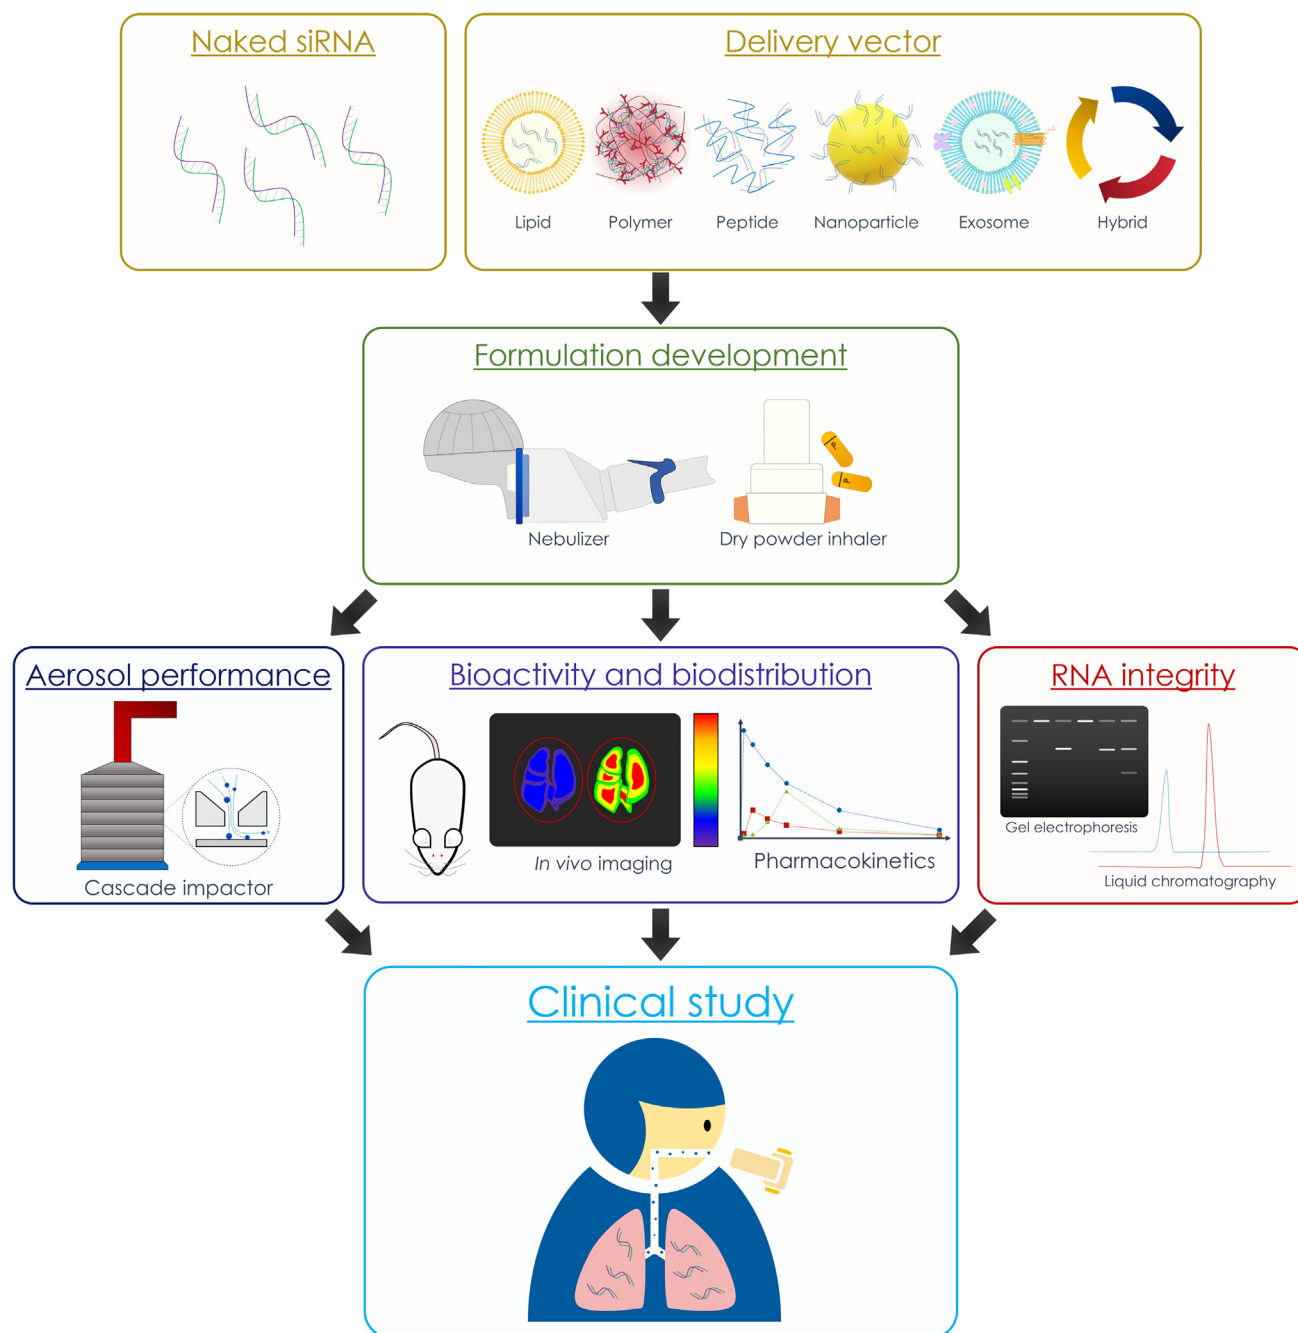 Naked siRNA
Delivery vector
Lipid
Polymer
Peptide
Nanoparticle
Exosome
Hybrid
Formulation development
P
P
Nebulizer
Dry powder inhaler
Aerosol performance
Cascade impactor
Bioactivity and biodistribution
In vivo imaging
Pharmacokinetics
RNA integrity
Gel electrophoresis
Liquid chromatography
Clinical study